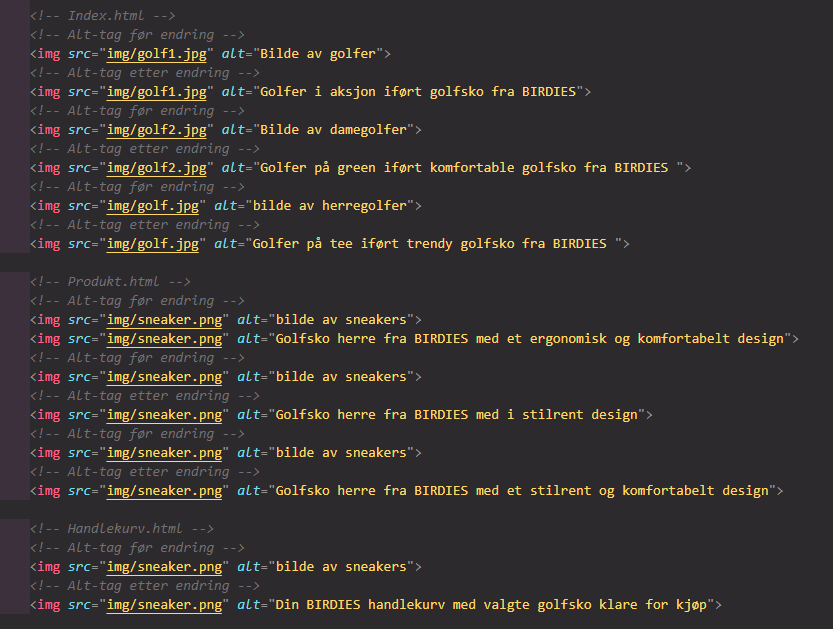 <!-- Index.html -->
<!-- Alt-tag før endring -->
<img src="img/golf1.jpg" alt="Bilde av golfer">
<!-- Alt-tag etter endring -->
<img src="img/golf1.jpg" alt="Golfer i aksjon iført golfsko fra BIRDIES">
<!-- Alt-tag før endring -->
<img src="img/golf2.jpg" alt="Bilde av damegolfer">
<!-- Alt-tag etter endring -->
<img src="img/golf2.jpg" alt="Golfer på green iført komfortable golfsko fra BIRDIES ">
<!-- Alt-tag før endring -->
<img src="img/golf.jpg" alt="bilde av herregolfer">
<!-- Alt-tag etter endring -->
<img src="img/golf.jpg" alt="Golfer på tee iført trendy golfsko fra BIRDIES ">
<!-- Produkt.html -->
<!-- Alt-tag før endring -->
<img src="img/sneaker.png" alt="bilde av sneakers">
<img src="img/sneaker.png" alt="Golfsko herre fra BIRDIES med et ergonomisk og komfortabelt design">
<!-- Alt-tag før endring -->
<img src="img/sneaker.png" alt="bilde av sneakers">
<!-- Alt-tag etter endring -->
<img src="img/sneaker.png" alt="Golfsko herre fra BIRDIES med i stilrent design">
<!-- Alt-tag før endring -->
<img src="img/sneaker.png" alt="bilde av sneakers">
<!-- Alt-tag etter endring -->
<img src="img/sneaker.png" alt="Golfsko herre fra BIRDIES med et stilrent og komfortabelt design">
<!-- Handlekurv.html -->
<!-- Alt-tag før endring -->
<img src="img/sneaker.png" alt="bilde av sneakers">
<!-- Alt-tag etter endring -->
<img src="img/sneaker.png" alt="Din BIRDIES handlekurv med valgte golfsko klare for kjøp">